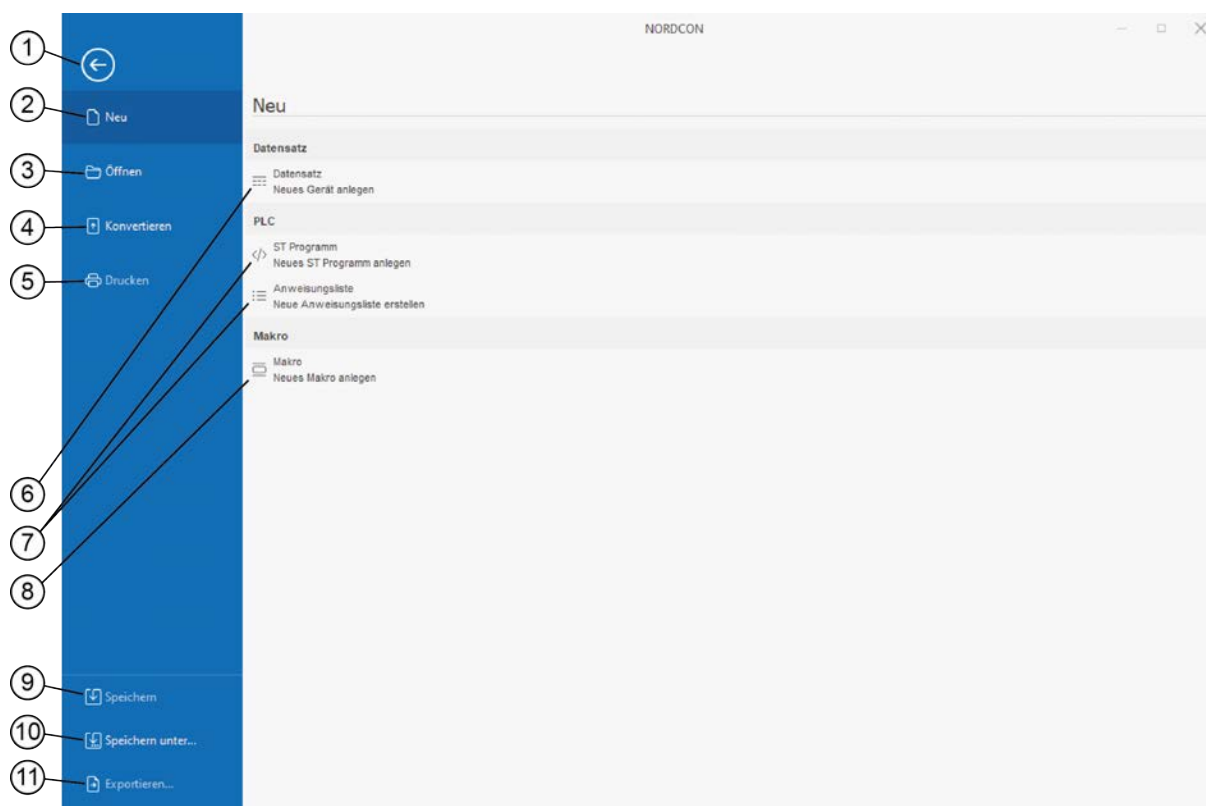 NORDCON
1
2
Neu
Neu
Datensatz
3
Öffnen
Datensatz
Neues Gerät anlegen
4
Konvertieren
PLC
ST Programm
Neues ST Programm anlegen
5
Drucken
Anweisungsliste
Neue Anweisungsliste erstellen
Makro
Makro
Neues Makro anlegen
6
7
8
9
Speichern
10
Speichern unter...
11
Exportieren...